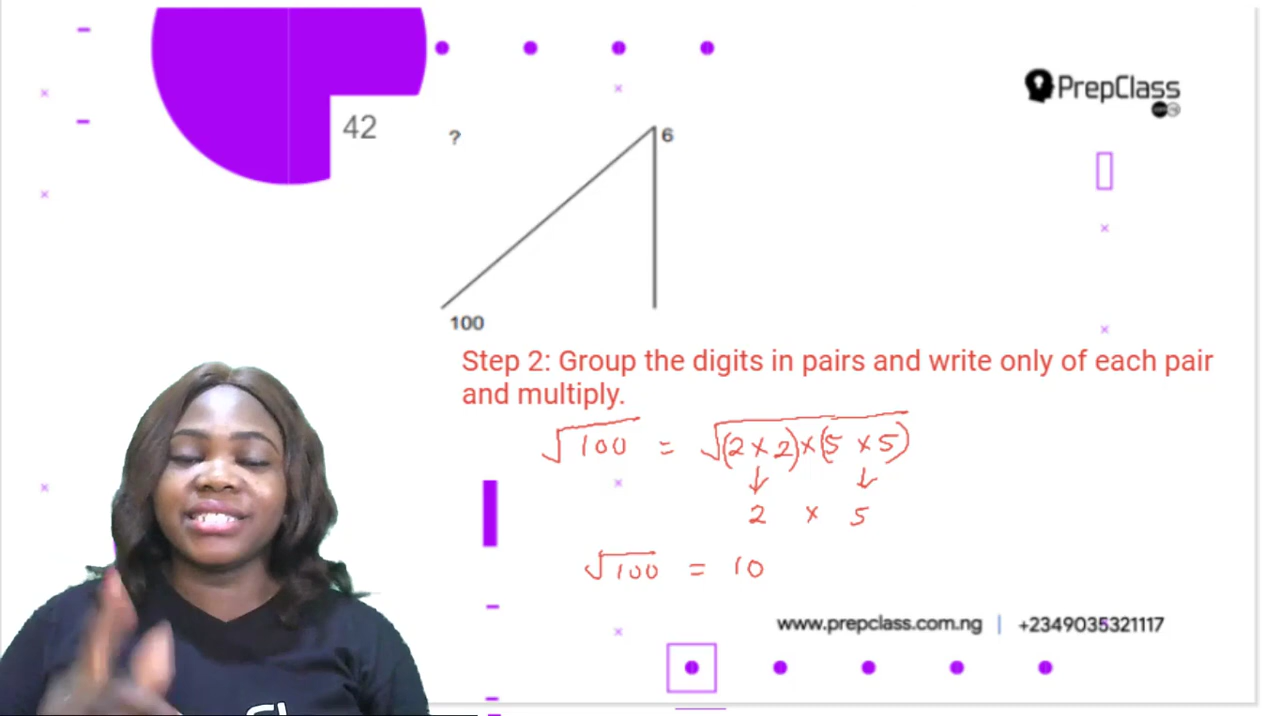 PrepClass
42
?
6
100
Step 2: Group the digits in pairs and write only of each pair
and multiply.
√100 = √(2 × 2) × (5 × 5)
↓ ↓
2 × 5
√100 = 10
www.prepclass.com.ng | +2349035321117